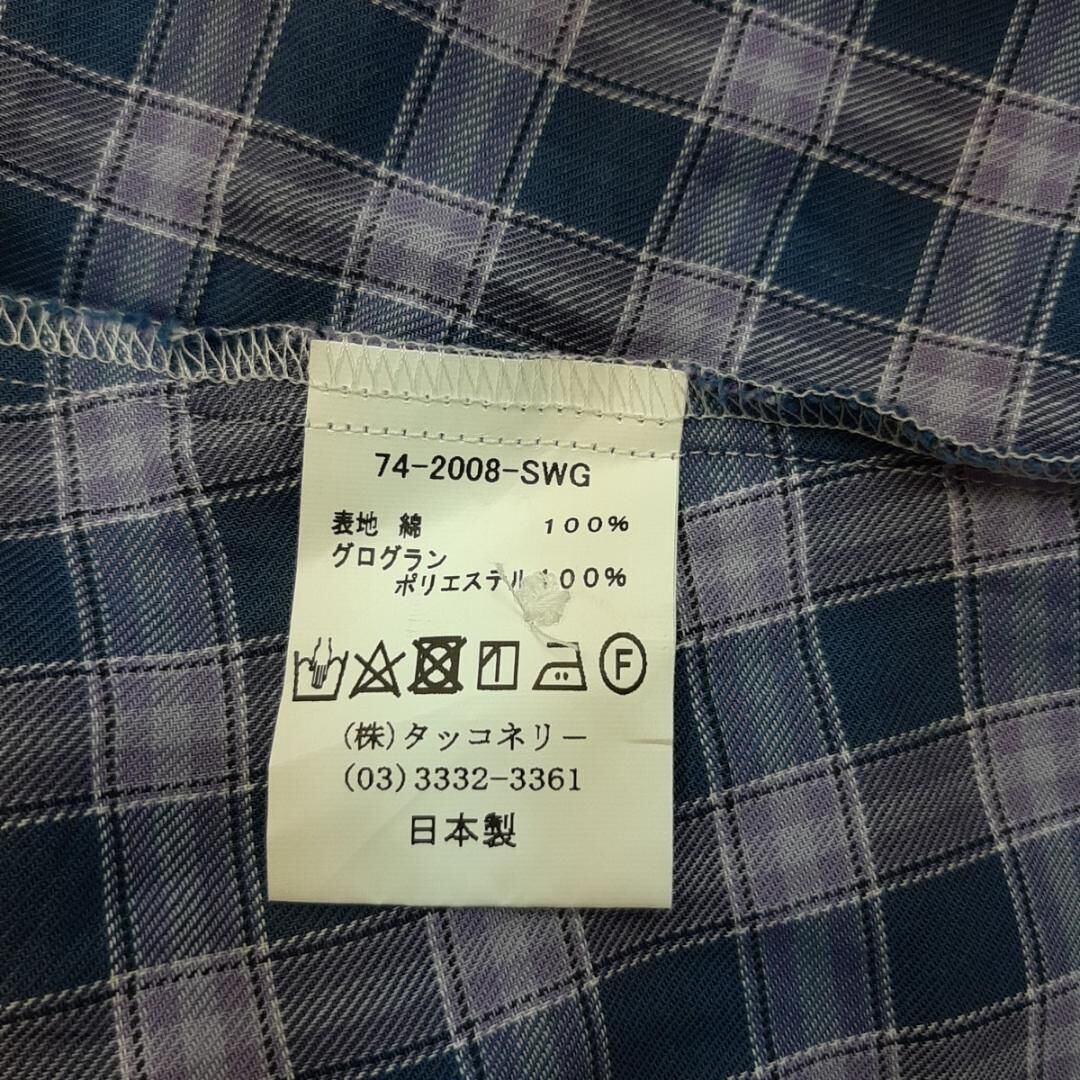 74-2008-SWG
表地 綿 100%
グログラン
ポリエステル 100%
F
(株)タッコネリー
(03)3332-3361
日本製